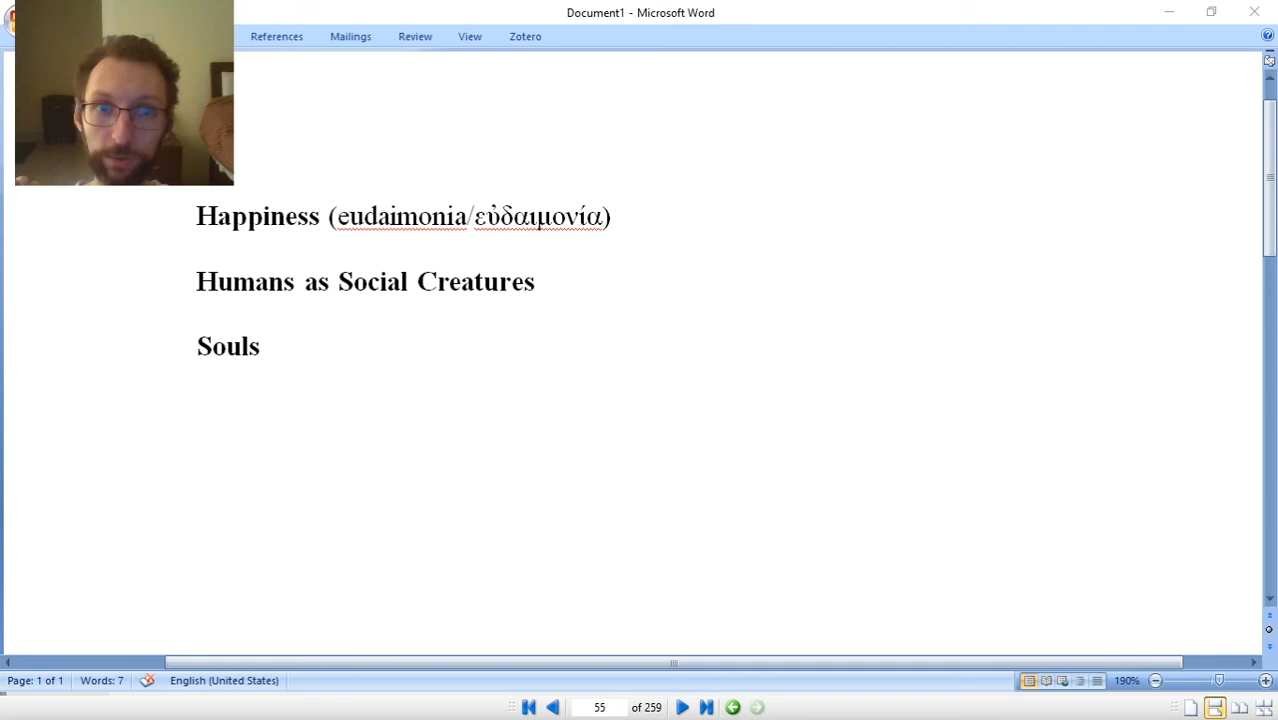 Document1 - Microsoft Word
References Mailings Review View Zotero
Happiness (eudaimonia/εὐδαιμονία)
Humans as Social Creatures
Souls
Page: 1 of 1 Words: 7 English (United States) 190%
55 of 259